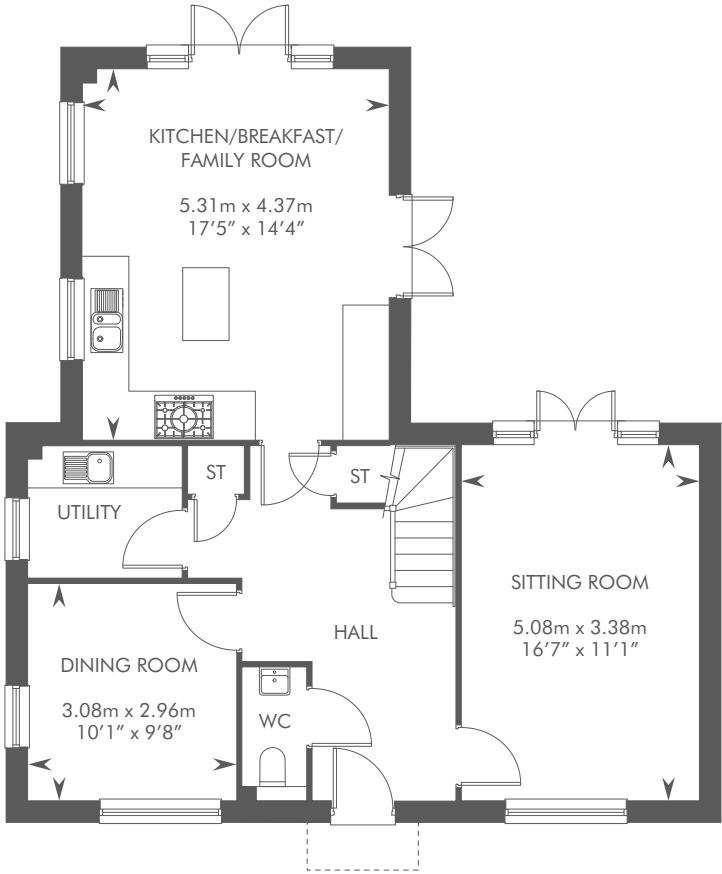 KITCHEN/BREAKFAST/
FAMILY ROOM
5.31m x 4.37m
17’5” x 14’4”
ST
ST
UTILITY
SITTING ROOM
5.08m x 3.38m
16’7” x 11’1”
HALL
DINING ROOM
3.08m x 2.96m
10’1” x 9’8”
WC